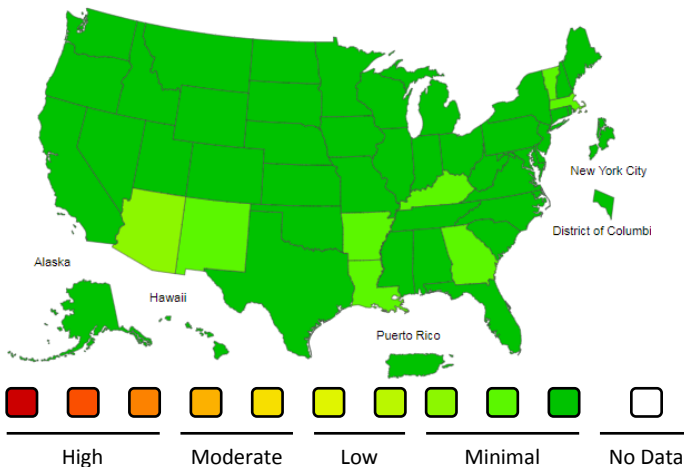 New York City
District of Columbi
Alaska
Hawaii
Puerto Rico
High Moderate Low Minimal No Data